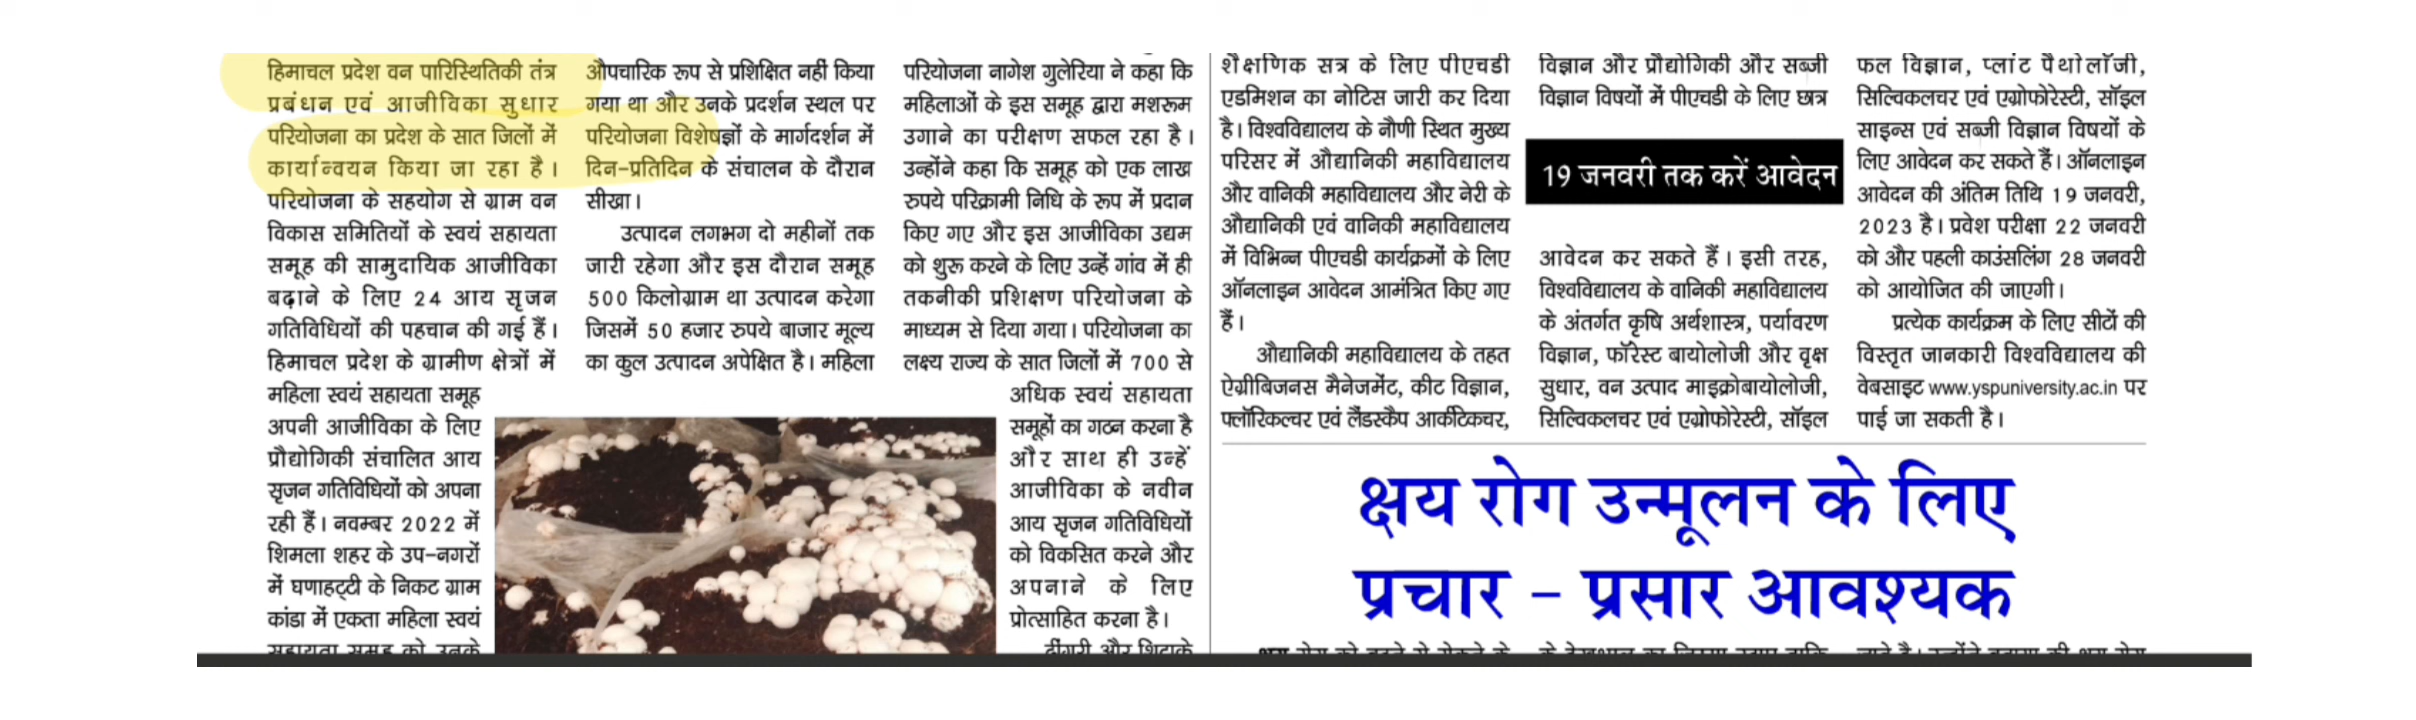 हिमाचल प्रदेश वन पारिस्थितिकी तंत्र
प्रबंधन एवं आजीविका सुधार
परियोजना का प्रदेश के सात जिलों में
कार्यान्वयन किया जा रहा है।
परियोजना के सहयोग से ग्राम वन
विकास समितियों के स्वयं सहायता
समूह की सामुदायिक आजीविका
बढ़ाने के लिए 24 आय सृजन
गतिविधियों की पहचान की गई हैं।
हिमाचल प्रदेश के ग्रामीण क्षेत्रों में
महिला स्वयं सहायता समूह
अपनी आजीविका के लिए
प्रौद्योगिकी संचालित आय
सृजन गतिविधियों को अपना
रही हैं। नवम्बर 2022 में
शिमला शहर के उप-नगरों
में घणाहट्टी के निकट ग्राम
कांडा में एकता महिला स्वयं
सहायता समूह को उनके
औपचारिक रूप से प्रशिक्षित नहीं किया
गया था और उनके प्रदर्शन स्थल पर
परियोजना विशेषज्ञों के मार्गदर्शन में
दिन-प्रतिदिन के संचालन के दौरान
सीखा।
उत्पादन लगभग दो महीनों तक
जारी रहेगा और इस दौरान समूह
500 किलोग्राम था उत्पादन करेगा
जिसमें 50 हजार रुपये बाजार मूल्य
का कुल उत्पादन अपेक्षित है। महिला
परियोजना नागेश गुलेरिया ने कहा कि
महिलाओं के इस समूह द्वारा मशरूम
उगाने का परीक्षण सफल रहा है।
उन्होंने कहा कि समूह को एक लाख
रुपये परिक्रामी निधि के रूप में प्रदान
किए गए और इस आजीविका उद्यम
को शुरू करने के लिए उन्हें गांव में ही
तकनीकी प्रशिक्षण परियोजना के
माध्यम से दिया गया। परियोजना का
लक्ष्य राज्य के सात जिलों में 700 से
अधिक स्वयं सहायता
समूहों का गठन करना है
और साथ ही उन्हें
आजीविका के नवीन
आय सृजन गतिविधियों
को विकसित करने और
अपनाने के लिए
प्रोत्साहित करना है।
ढींगरी और शिटाके
शैक्षणिक सत्र के लिए पीएचडी
एडमिशन का नोटिस जारी कर दिया
है। विश्वविद्यालय के नौणी स्थित मुख्य
परिसर में औद्यानिकी महाविद्यालय
और वानिकी महाविद्यालय और नेरी के
औद्यानिकी एवं वानिकी महाविद्यालय
में विभिन्न पीएचडी कार्यक्रमों के लिए
ऑनलाइन आवेदन आमंत्रित किए गए
हैं।
औद्यानिकी महाविद्यालय के तहत
ऐग्रीबिजनस मैनेजमेंट, कीट विज्ञान,
फ्लॉरिकल्चर एवं लैंडस्कैप आर्कीटेकचर,
विज्ञान और प्रौद्योगिकी और सब्जी
विज्ञान विषयों में पीएचडी के लिए छात्र
19 जनवरी तक करें आवेदन
आवेदन कर सकते हैं। इसी तरह,
विश्वविद्यालय के वानिकी महाविद्यालय
के अंतर्गत कृषि अर्थशास्त्र, पर्यावरण
विज्ञान, फॉरेस्ट बायोलोजी और वृक्ष
सुधार, वन उत्पाद माइक्रोबायोलोजी,
सिल्विकलचर एवं एग्रोफोरेस्टी, सॉइल
फल विज्ञान, प्लांट पैथोलॉजी,
सिल्विकलचर एवं एग्रोफोरेस्टी, सॉइल
साइन्स एवं सब्जी विज्ञान विषयों के
लिए आवेदन कर सकते हैं। ऑनलाइन
आवेदन की अंतिम तिथि 19 जनवरी,
2023 है। प्रवेश परीक्षा 22 जनवरी
को और पहली काउंसलिंग 28 जनवरी
को आयोजित की जाएगी।
प्रत्येक कार्यक्रम के लिए सीटों की
विस्तृत जानकारी विश्वविद्यालय की
वेबसाइट www.yspuniversity.ac.in पर
पाई जा सकती है।
क्षय रोग उन्मूलन के लिए
प्रचार - प्रसार आवश्यक